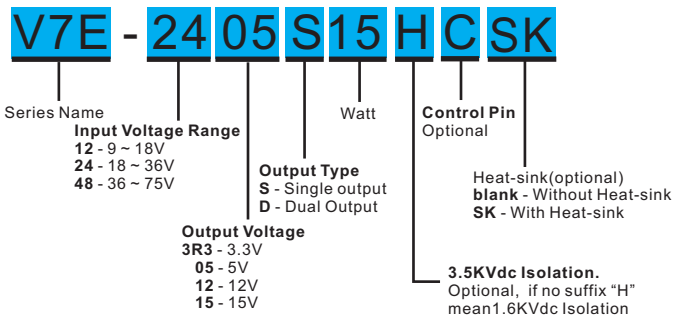 V7E - 24 05 S 15 H C SK
Series Name
Input Voltage Range
12 - 9 ~ 18V
24 - 18 ~ 36V
48 - 36 ~ 75V
Output Voltage
3R3 - 3.3V
05 - 5V
12 - 12V
15 - 15V
Output Type
S - Single output
D - Dual Output
Watt
Control Pin
Optional
Heat-sink(optional)
blank - Without Heat-sink
SK - With Heat-sink
3.5KVdc Isolation.
Optional, if no suffix “H”
mean1.6KVdc Isolation